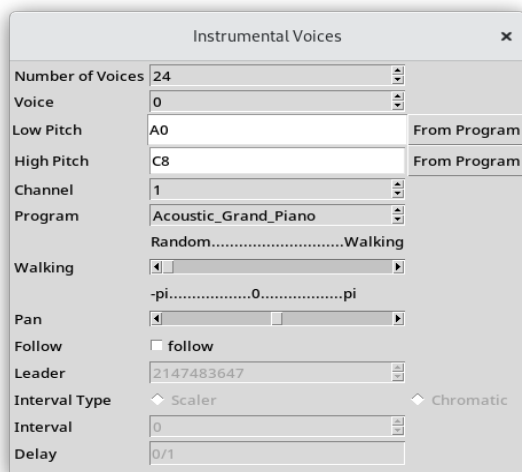 Instrumental Voices
Number of Voices 24
Voice 0
Low Pitch A0 From Program
High Pitch C8 From Program
Channel 1
Program Acoustic_Grand_Piano
Random............................Walking
Walking
-pi..................0..................pi
Pan
Follow follow
Leader 2147483647
Interval Type Scaler Chromatic
Interval 0
Delay 0/1